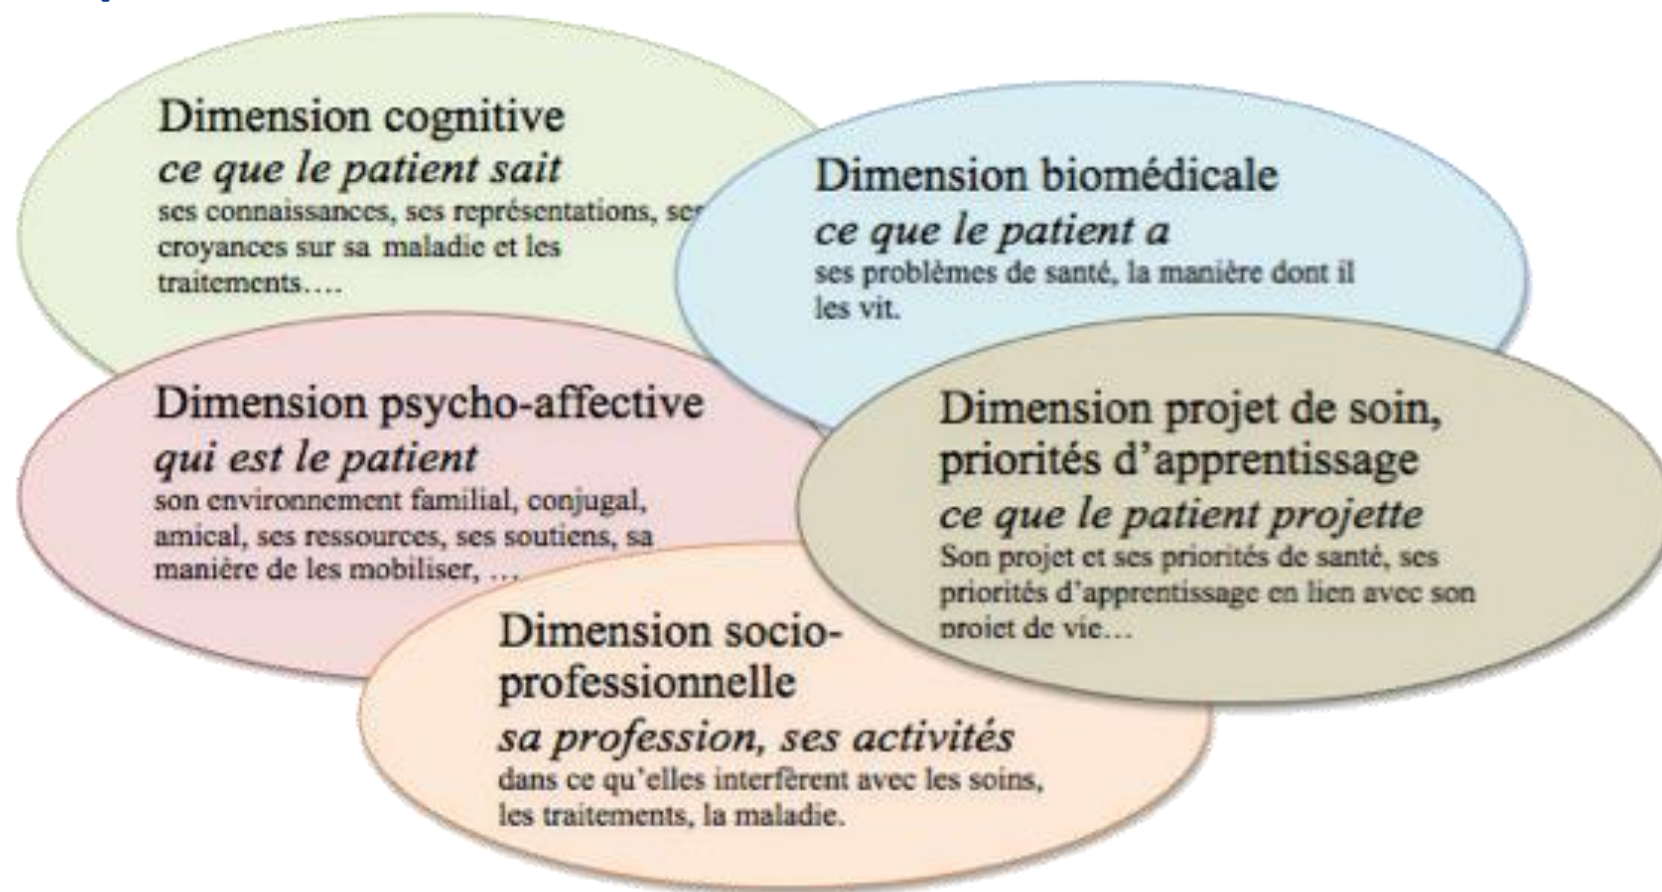 Dimension cognitive
ce que le patient sait
ses connaissances, ses représentations, ses
croyances sur sa maladie et les
traitements….
Dimension biomédicale
ce que le patient a
ses problèmes de santé, la manière dont il
les vit.
Dimension psycho-affective
qui est le patient
son environnement familial, conjugal,
amical, ses ressources, ses soutiens, sa
manière de les mobiliser, …
Dimension projet de soin,
priorités d’apprentissage
ce que le patient projette
Son projet et ses priorités de santé, ses
priorités d’apprentissage en lien avec son
projet de vie…
Dimension socio-
professionnelle
sa profession, ses activités
dans ce qu’elles interfèrent avec les soins,
les traitements, la maladie.